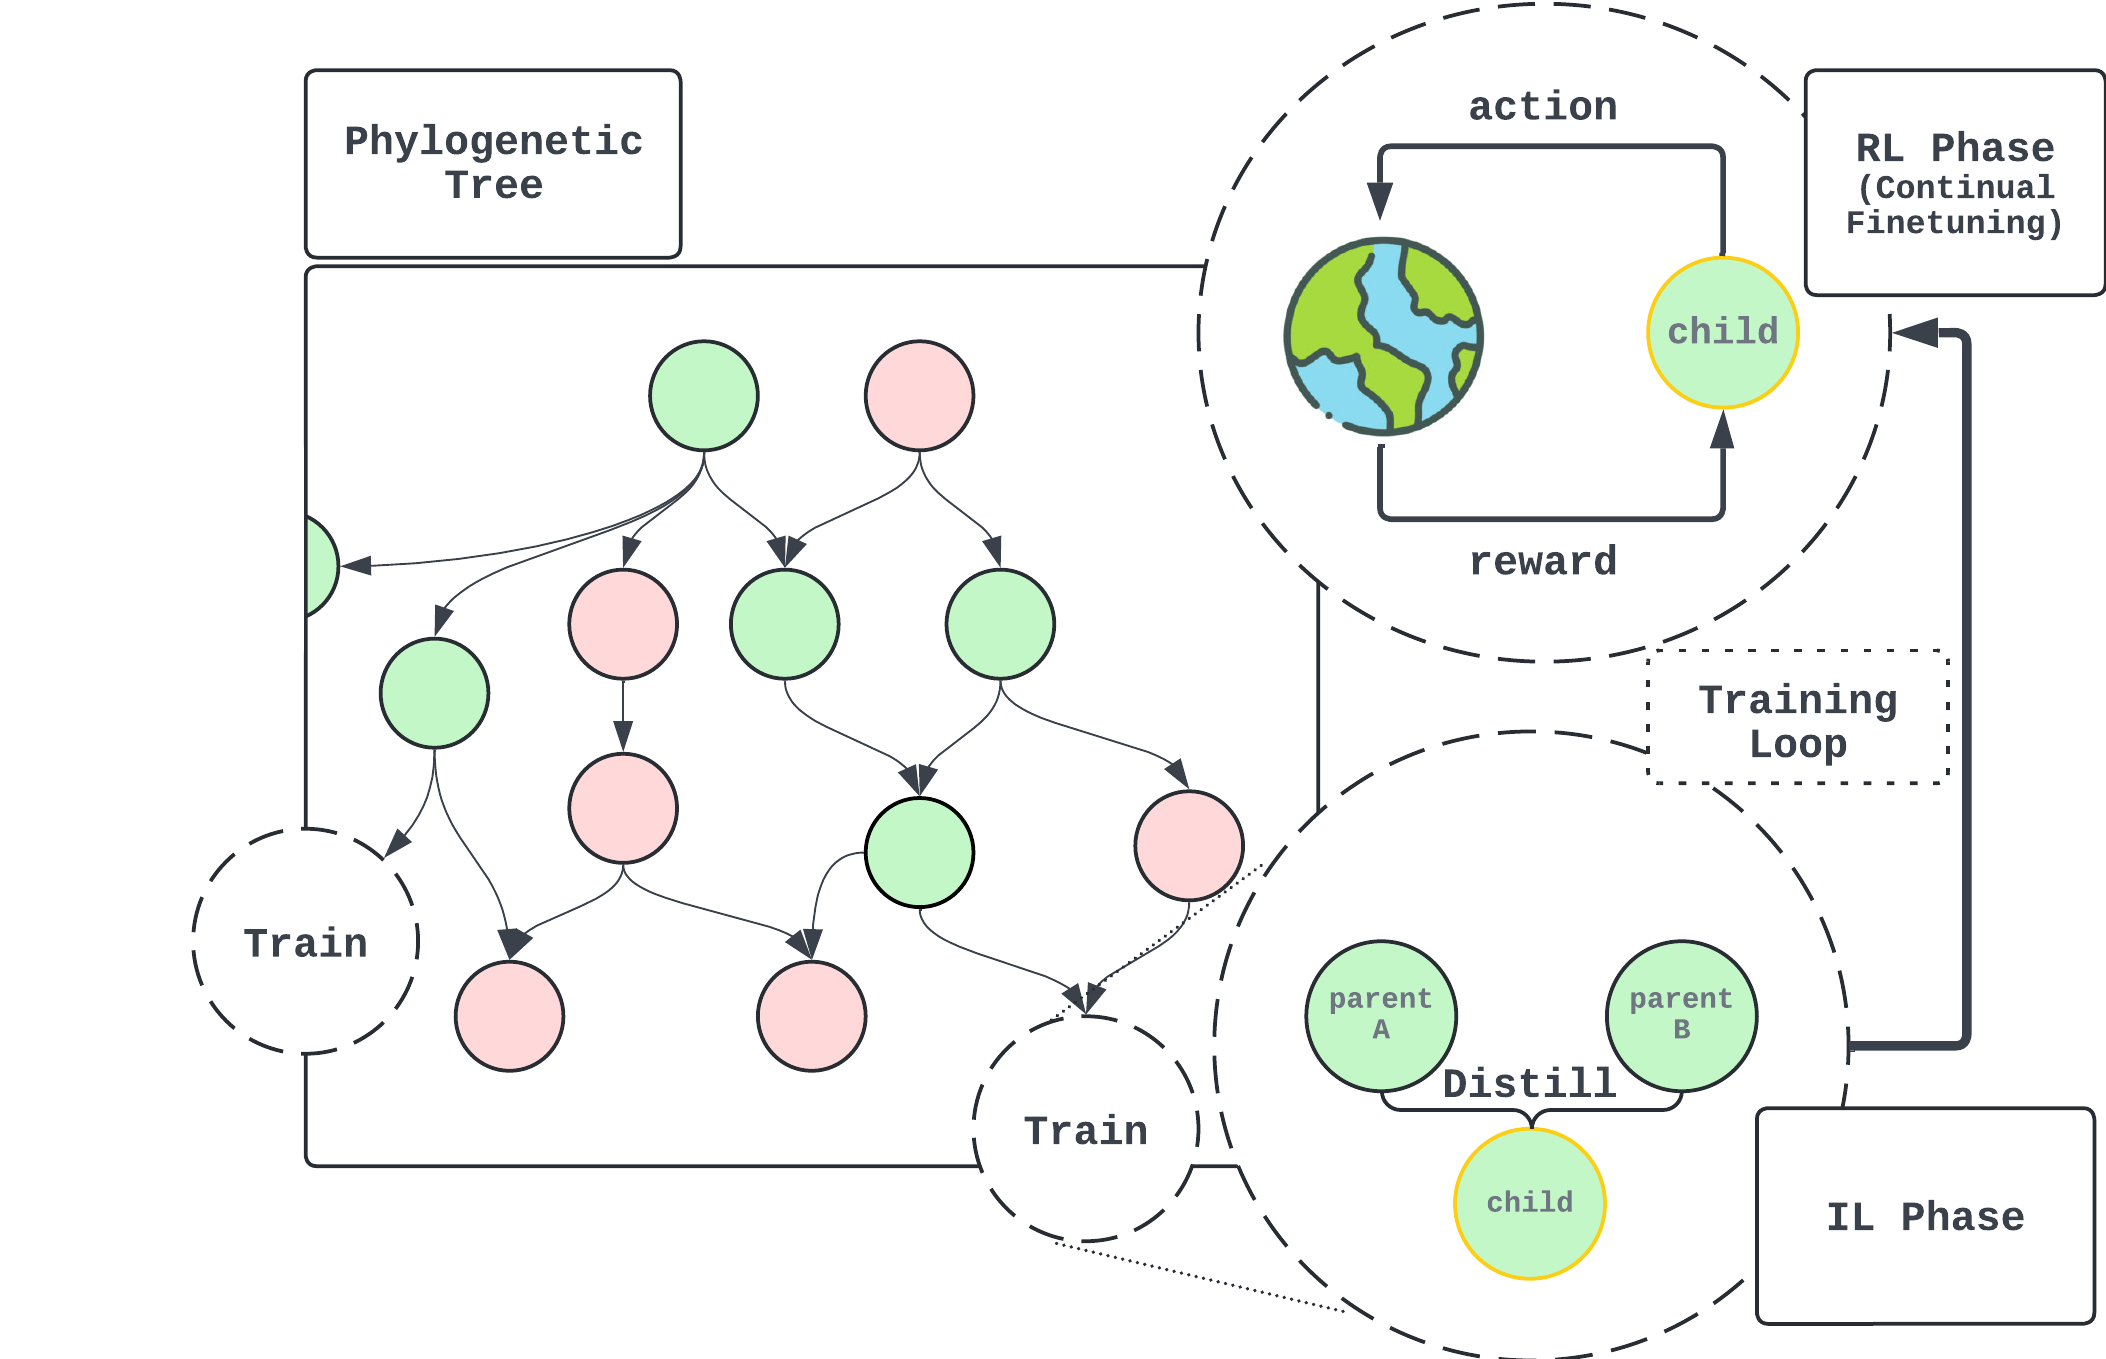 Phylogenetic
Tree
action
RL Phase
(Continual
Finetuning)
child
reward
Training
Loop
Train
Train
parent
A
parent
B
Distill
child
IL Phase